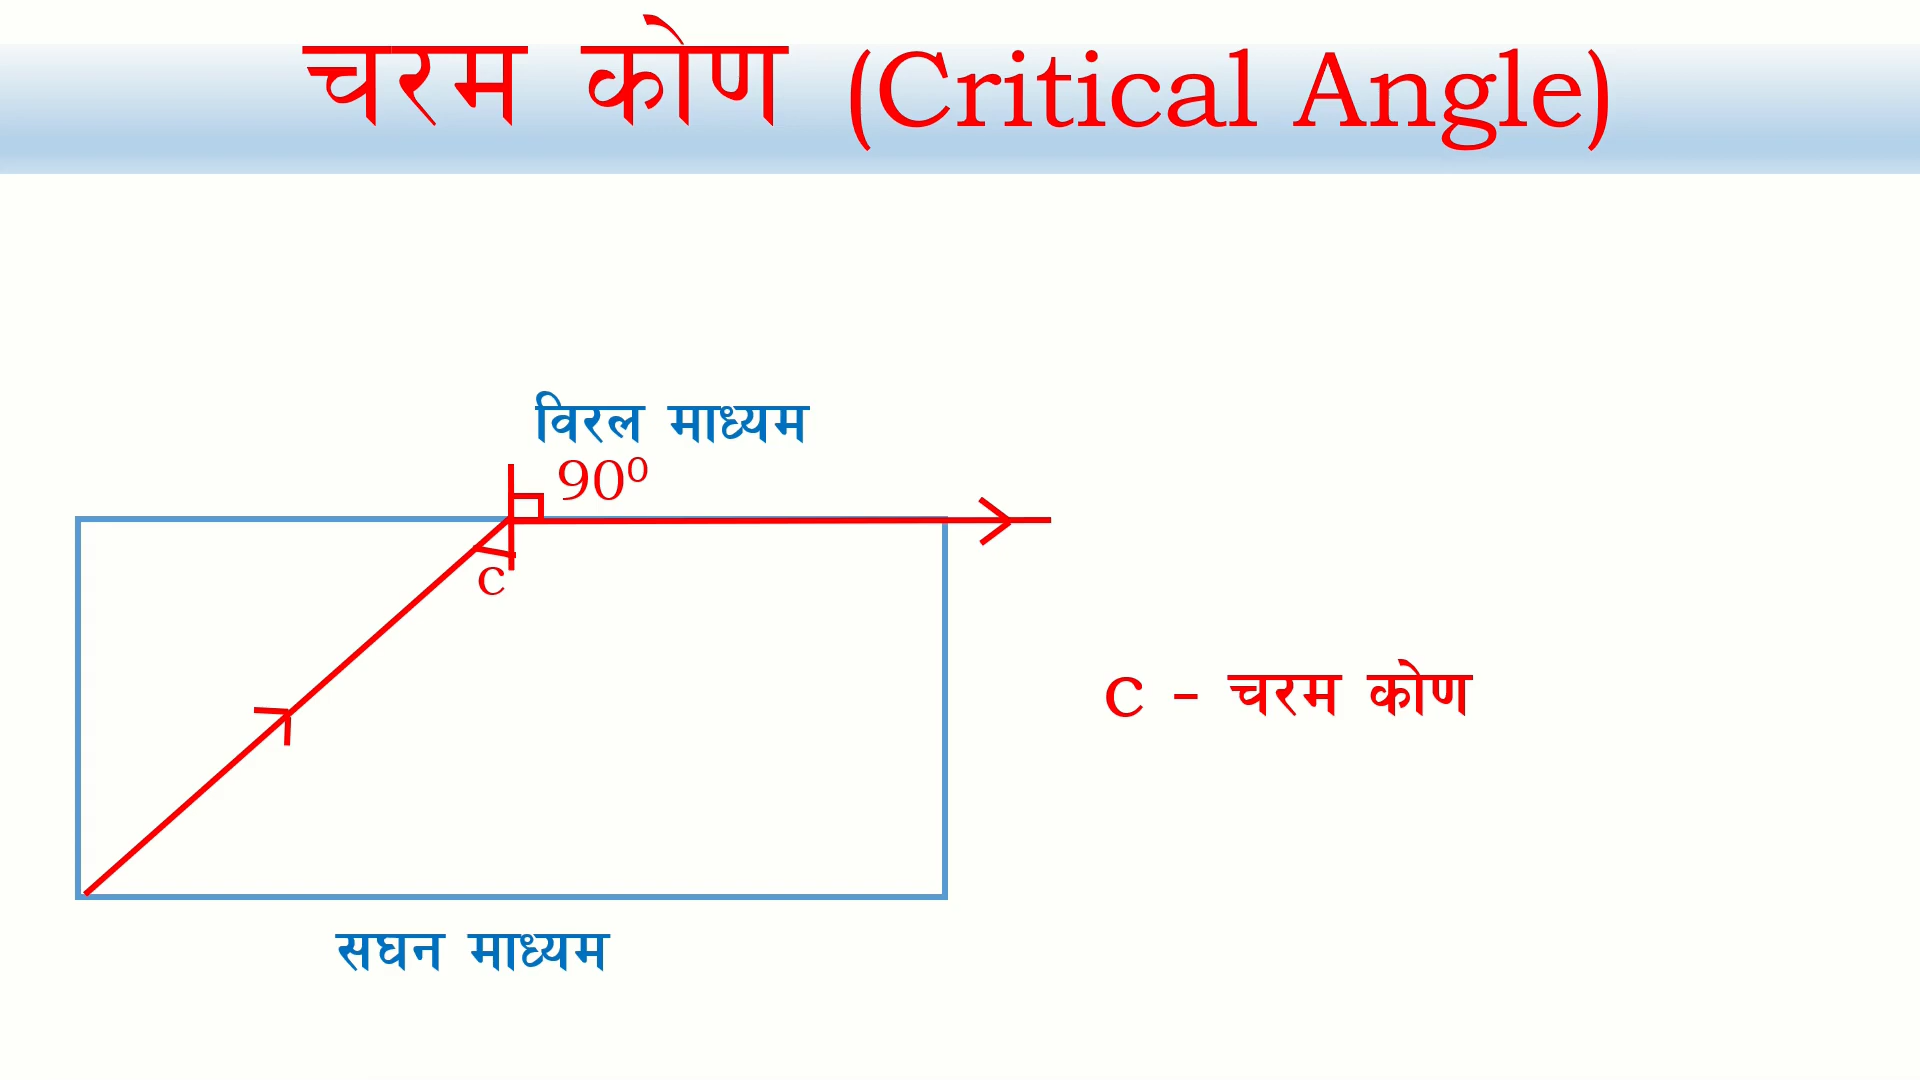 चरम कोण (Critical Angle)
विरल माध्यम
90⁰
c
c - चरम कोण
सघन माध्यम